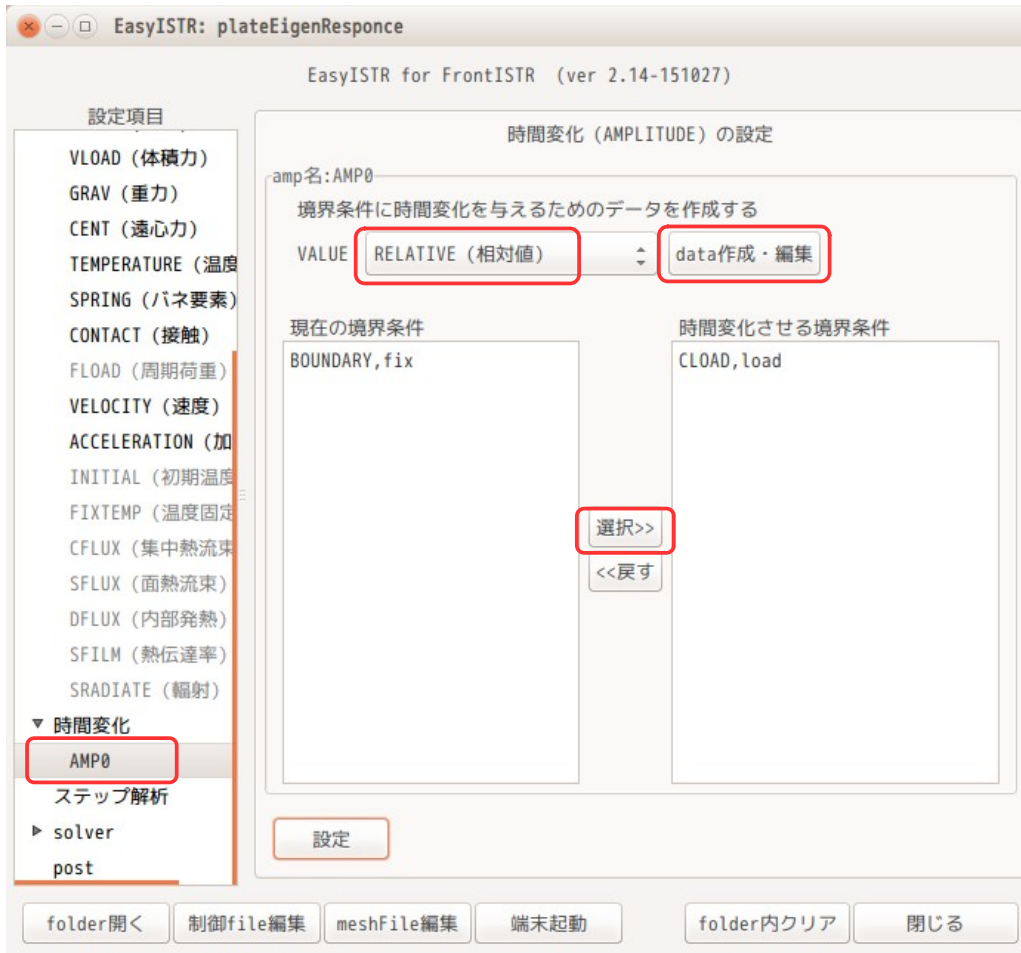 EasyISTR: plateEigenResponce
EasyISTR for FrontISTR (ver 2.14-151027)
設定項目
VLOAD (体積力)
GRAV (重力)
CENT (遠心力)
TEMPERATURE (温度
SPRING (バネ要素)
CONTACT (接触)
FLOAD (周期荷重)
VELOCITY (速度)
ACCELERATION (加
INITIAL (初期温度
FIXTEMP (温度固定
CFLUX (集中熱流束
SFLUX (面熱流束)
DFLUX (内部発熱)
SFILM (熱伝達率)
SRADIATE (輻射)
時間変化
AMP0
ステップ解析
solver
post
時間変化 (AMPLITUDE) の設定
amp名:AMP0
境界条件に時間変化を与えるためのデータを作成する
VALUE RELATIVE (相対値) data作成・編集
現在の境界条件
BOUNDARY,fix
選択>>
<<戻す
時間変化させる境界条件
CLOAD,load
設定
folder開く 制御file編集 meshFile編集 端末起動 folder内クリア 閉じる